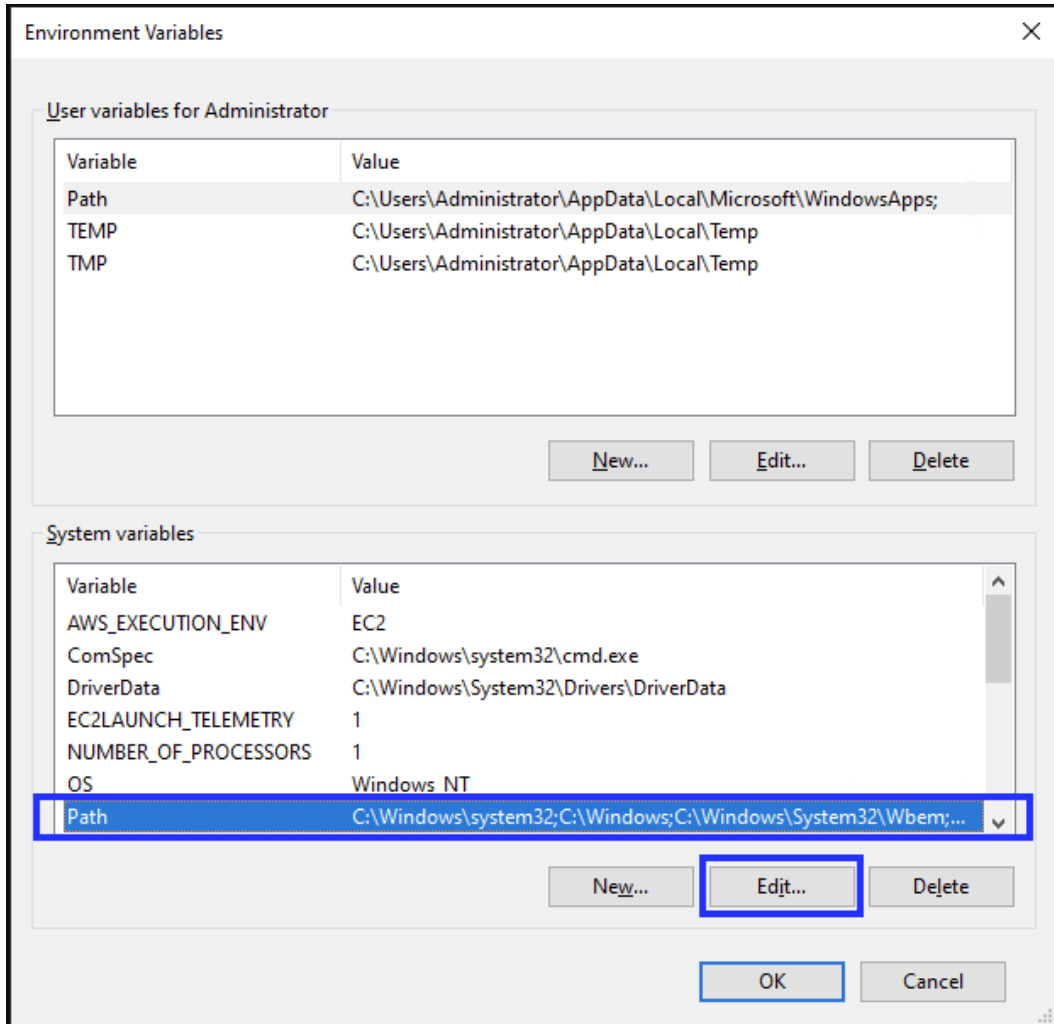 Environment Variables
User variables for Administrator
Variable Value
Path C:\Users\Administrator\AppData\Local\Microsoft\WindowsApps;
TEMP C:\Users\Administrator\AppData\Local\Temp
TMP C:\Users\Administrator\AppData\Local\Temp
New... Edit... Delete
System variables
Variable Value
AWS_EXECUTION_ENV EC2
ComSpec C:\Windows\system32\cmd.exe
DriverData C:\Windows\System32\Drivers\DriverData
EC2LAUNCH_TELEMETRY 1
NUMBER_OF_PROCESSORS 1
OS Windows_NT
Path C:\Windows\system32;C:\Windows;C:\Windows\System32\Wbem;...
New... Edit... Delete
OK Cancel